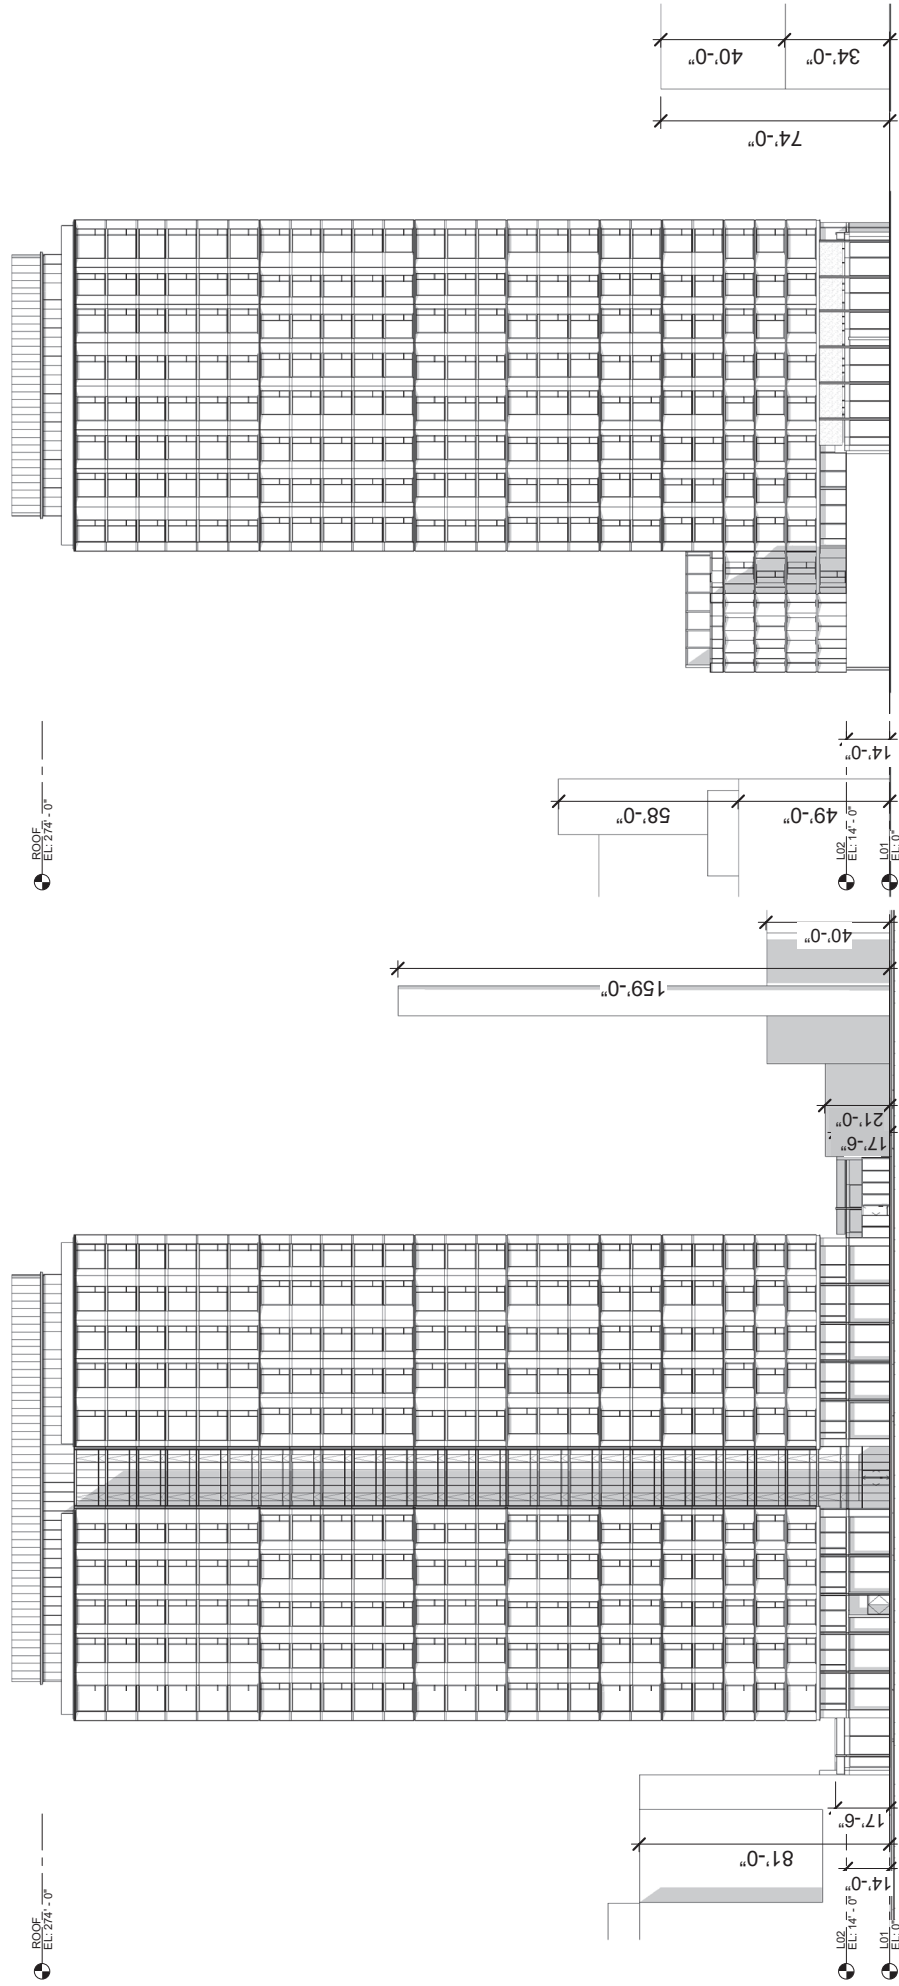 40'-0"
34'-0"
74'-0"
14'-0"
58'-0"
49'-0"
ROOF
EL: 274' - 0"
L02
EL: 14' - 0"
L01
EL: 0"
40'-0"
159'-0"
21'-0"
17'-6"
17'-6"
81'-0"
14'-0"
ROOF
EL: 274' - 0"
L02
EL: 14' - 0"
L01
EL: 0"